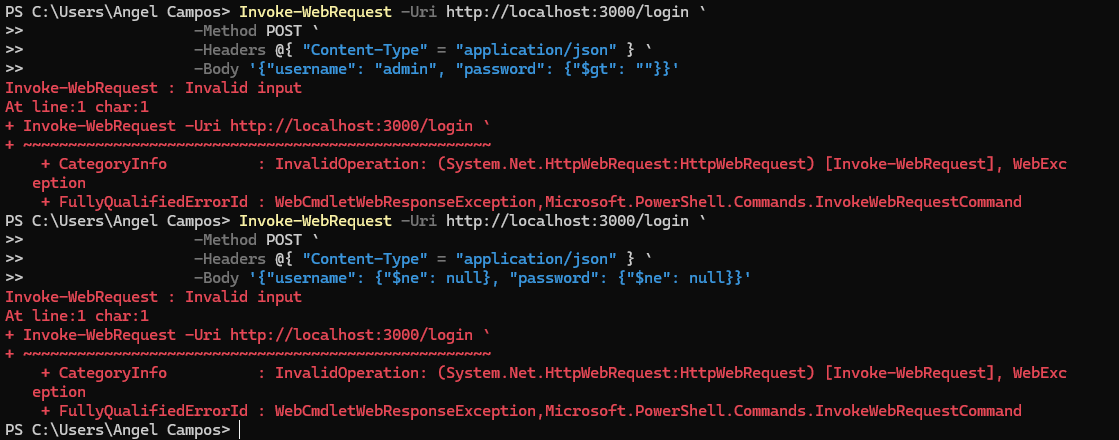 PS C:\Users\Angel Campos> Invoke-WebRequest -Uri http://localhost:3000/login `
>>                   -Method POST `
>>                   -Headers @{ "Content-Type" = "application/json" } `
>>                   -Body '{"username": "admin", "password": {"$gt": ""}}'
Invoke-WebRequest : Invalid input
At line:1 char:1
+ Invoke-WebRequest -Uri http://localhost:3000/login `
+ ~~~~~~~~~~~~~~~~~~~~~~~~~~~~~~~~~~~~~~~~~~~~~~~~~~~~
    + CategoryInfo          : InvalidOperation: (System.Net.HttpWebRequest:HttpWebRequest) [Invoke-WebRequest], WebExc
   eption
    + FullyQualifiedErrorId : WebCmdletWebResponseException,Microsoft.PowerShell.Commands.InvokeWebRequestCommand
PS C:\Users\Angel Campos> Invoke-WebRequest -Uri http://localhost:3000/login `
>>                   -Method POST `
>>                   -Headers @{ "Content-Type" = "application/json" } `
>>                   -Body '{"username": {"$ne": null}, "password": {"$ne": null}}'
Invoke-WebRequest : Invalid input
At line:1 char:1
+ Invoke-WebRequest -Uri http://localhost:3000/login `
+ ~~~~~~~~~~~~~~~~~~~~~~~~~~~~~~~~~~~~~~~~~~~~~~~~~~~~
    + CategoryInfo          : InvalidOperation: (System.Net.HttpWebRequest:HttpWebRequest) [Invoke-WebRequest], WebExc
   eption
    + FullyQualifiedErrorId : WebCmdletWebResponseException,Microsoft.PowerShell.Commands.InvokeWebRequestCommand
PS C:\Users\Angel Campos>